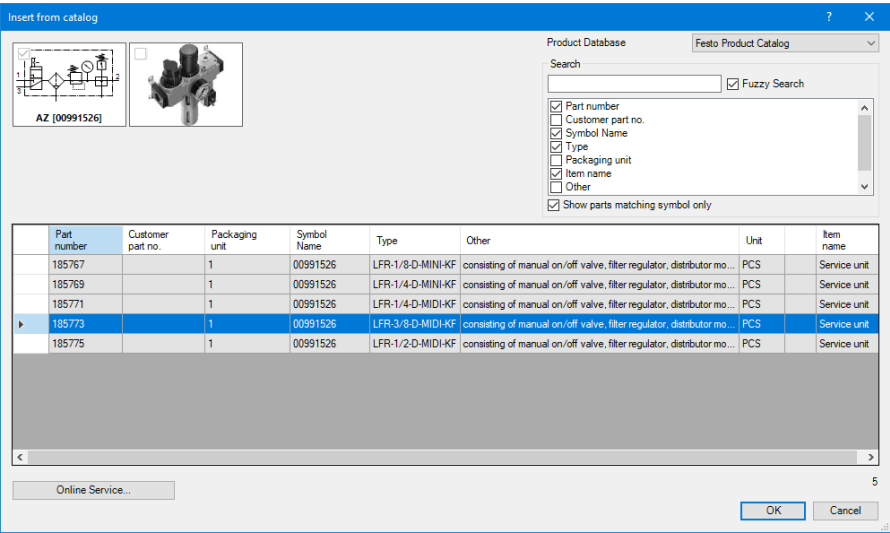 Insert from catalog
? ×
1 2
3
AZ [00991526]
Product Database Festo Product Catalog
Search
Fuzzy Search
Part number
Customer part no.
Symbol Name
Type
Packaging unit
Item name
Other
Show parts matching symbol only
Part number Customer part no. Packaging unit Symbol Name Type Other Unit Item name
185767 1 00991526 LFR-1/8-D-MINI-KF consisting of manual on/off valve, filter regulator, distributor mo... PCS Service unit
185769 1 00991526 LFR-1/4-D-MINI-KF consisting of manual on/off valve, filter regulator, distributor mo... PCS Service unit
185771 1 00991526 LFR-1/4-D-MIDI-KF consisting of manual on/off valve, filter regulator, distributor mo... PCS Service unit
185773 1 00991526 LFR-3/8-D-MIDI-KF consisting of manual on/off valve, filter regulator, distributor mo... PCS Service unit
185775 1 00991526 LFR-1/2-D-MIDI-KF consisting of manual on/off valve, filter regulator, distributor mo... PCS Service unit
5
Online Service...
OK Cancel